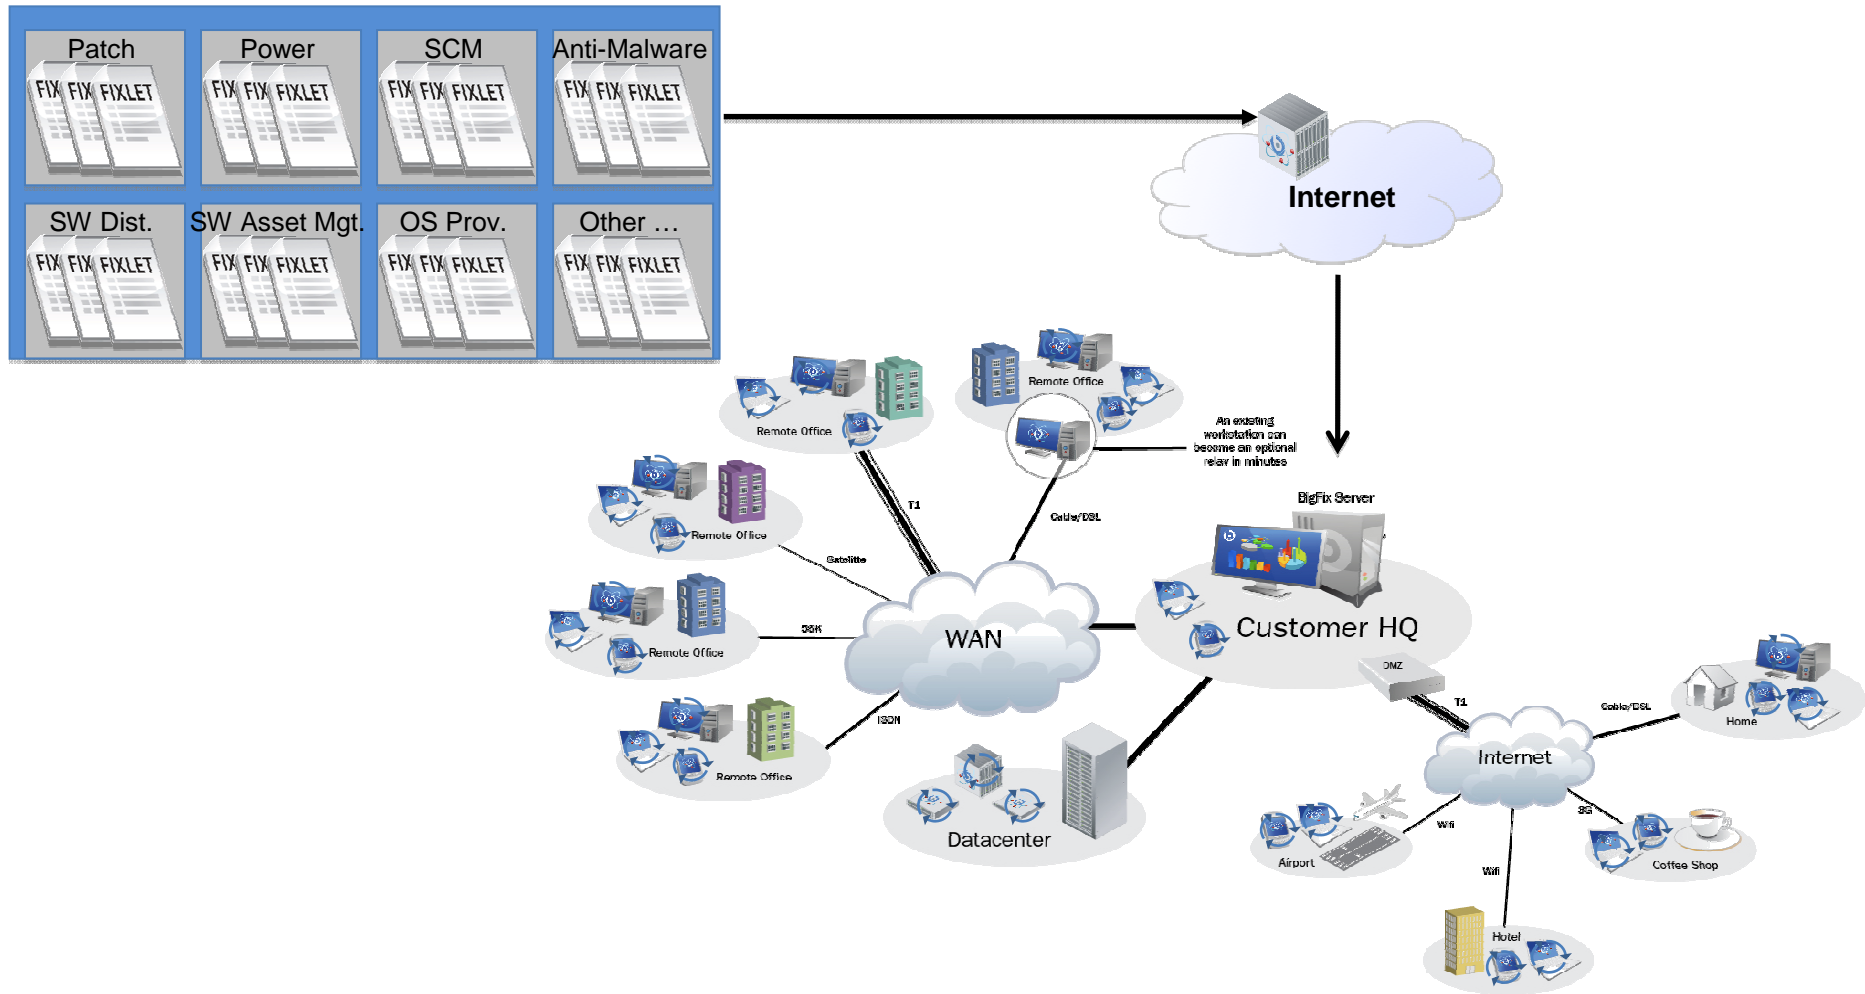 Patch
Power
SCM
Anti-Malware
FIX FIX FIXLET
FIX FIX FIXLET
FIX FIX FIXLET
FIX FIX FIXLET
SW Dist.
SW Asset Mgt.
OS Prov.
Other ...
FIX FIX FIXLET
FIX FIX FIXLET
FIX FIX FIXLET
FIX FIX FIXLET
Internet
Remote Office
Remote Office
An existing
workstation can
become an optional
relay in minutes
BigFix Server
T1
Cable/DSL
Remote Office
Satellite
56K
Remote Office
WAN
Customer HQ
DMZ
ISDN
Remote Office
T1
Cable/DSL
Home
Internet
Datacenter
Wifi
3G
Airport
Coffee Shop
Wifi
Hotel